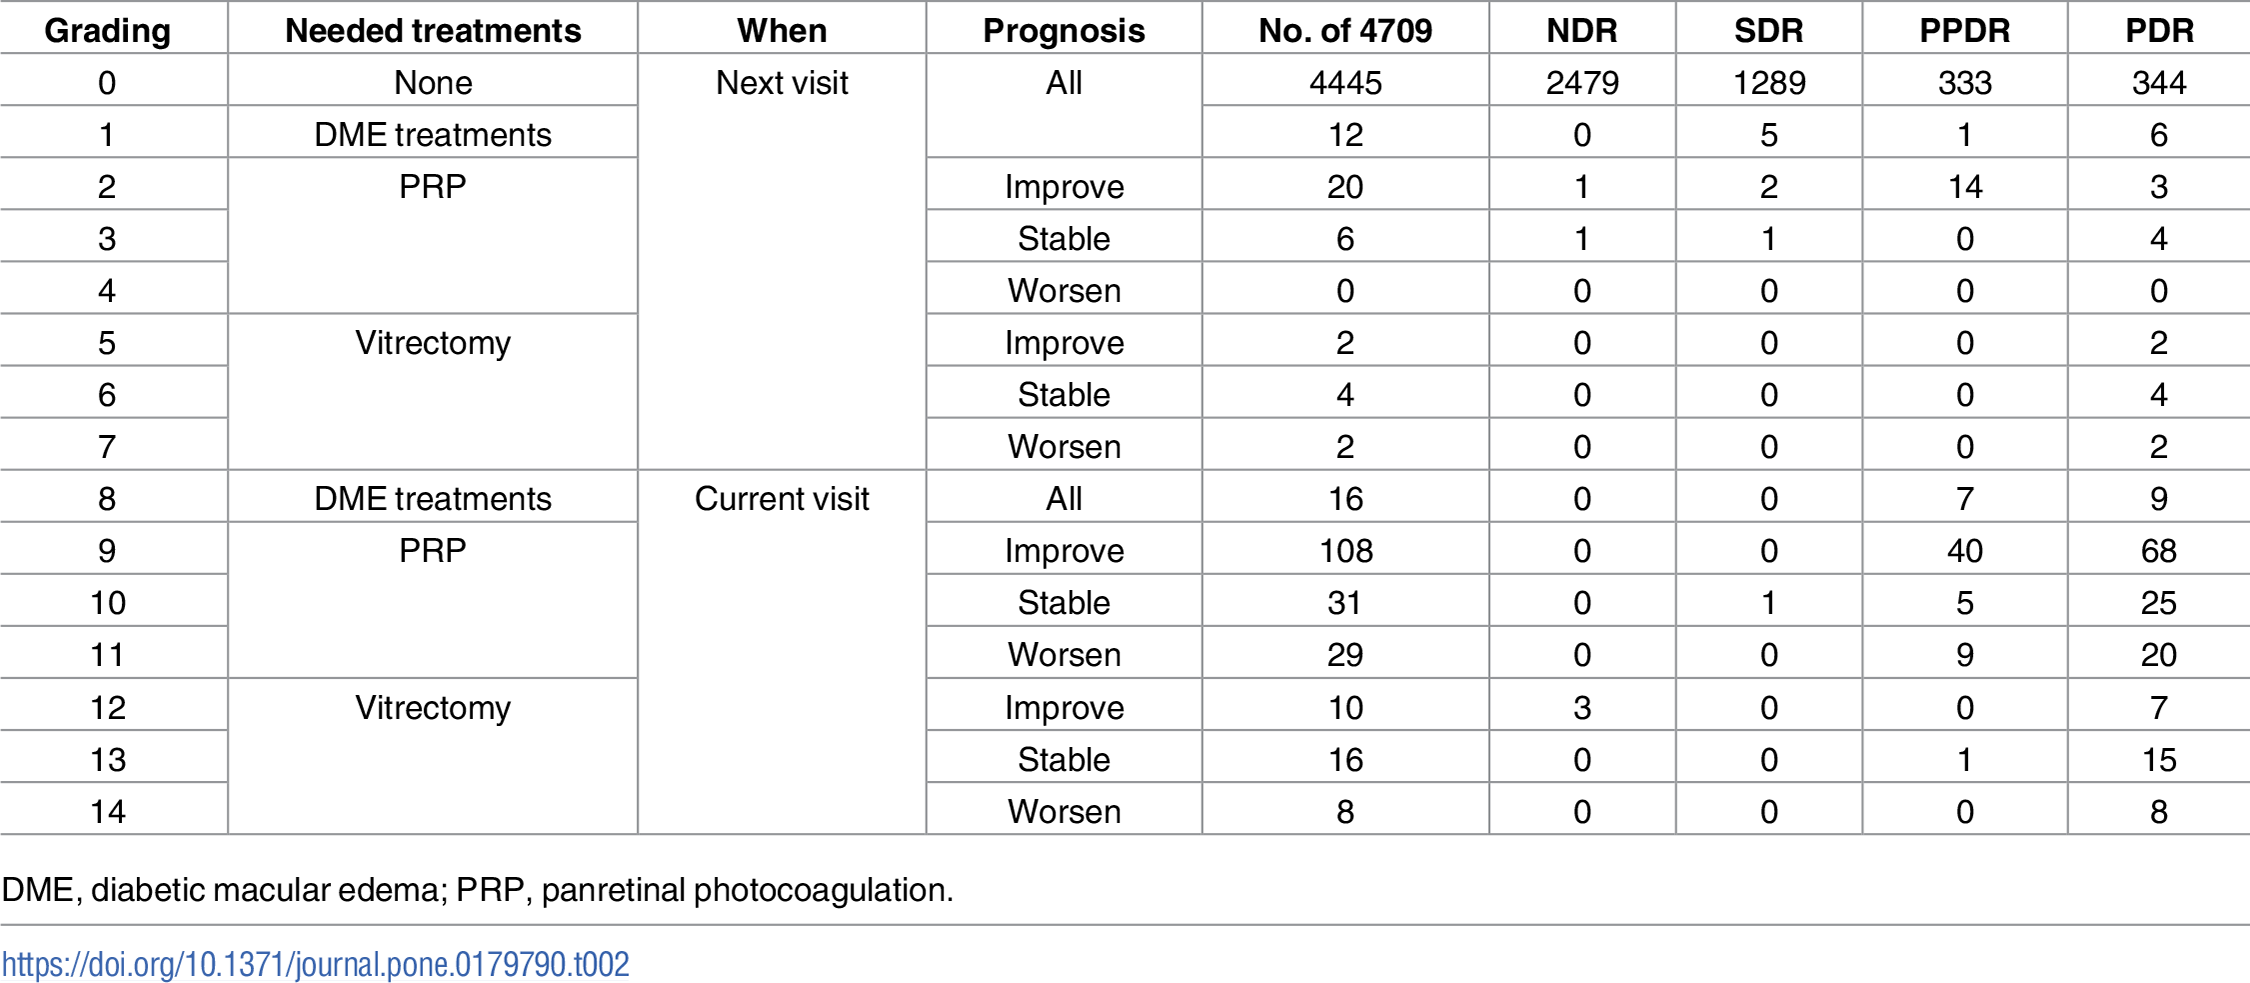 Grading Needed treatments When Prognosis No. of 4709 NDR SDR PPDR PDR
0 None Next visit All 4445 2479 1289 333 344
1 DME treatments 12 0 5 1 6
2 PRP Improve 20 1 2 14 3
3 Stable 6 1 1 0 4
4 Worsen 0 0 0 0 0
5 Vitrectomy Improve 2 0 0 0 2
6 Stable 4 0 0 0 4
7 Worsen 2 0 0 0 2
8 DME treatments Current visit All 16 0 0 7 9
9 PRP Improve 108 0 0 40 68
10 Stable 31 0 1 5 25
11 Worsen 29 0 0 9 20
12 Vitrectomy Improve 10 3 0 0 7
13 Stable 16 0 0 1 15
14 Worsen 8 0 0 0 8
DME, diabetic macular edema; PRP, panretinal photocoagulation.
https://doi.org/10.1371/journal.pone.0179790.t002